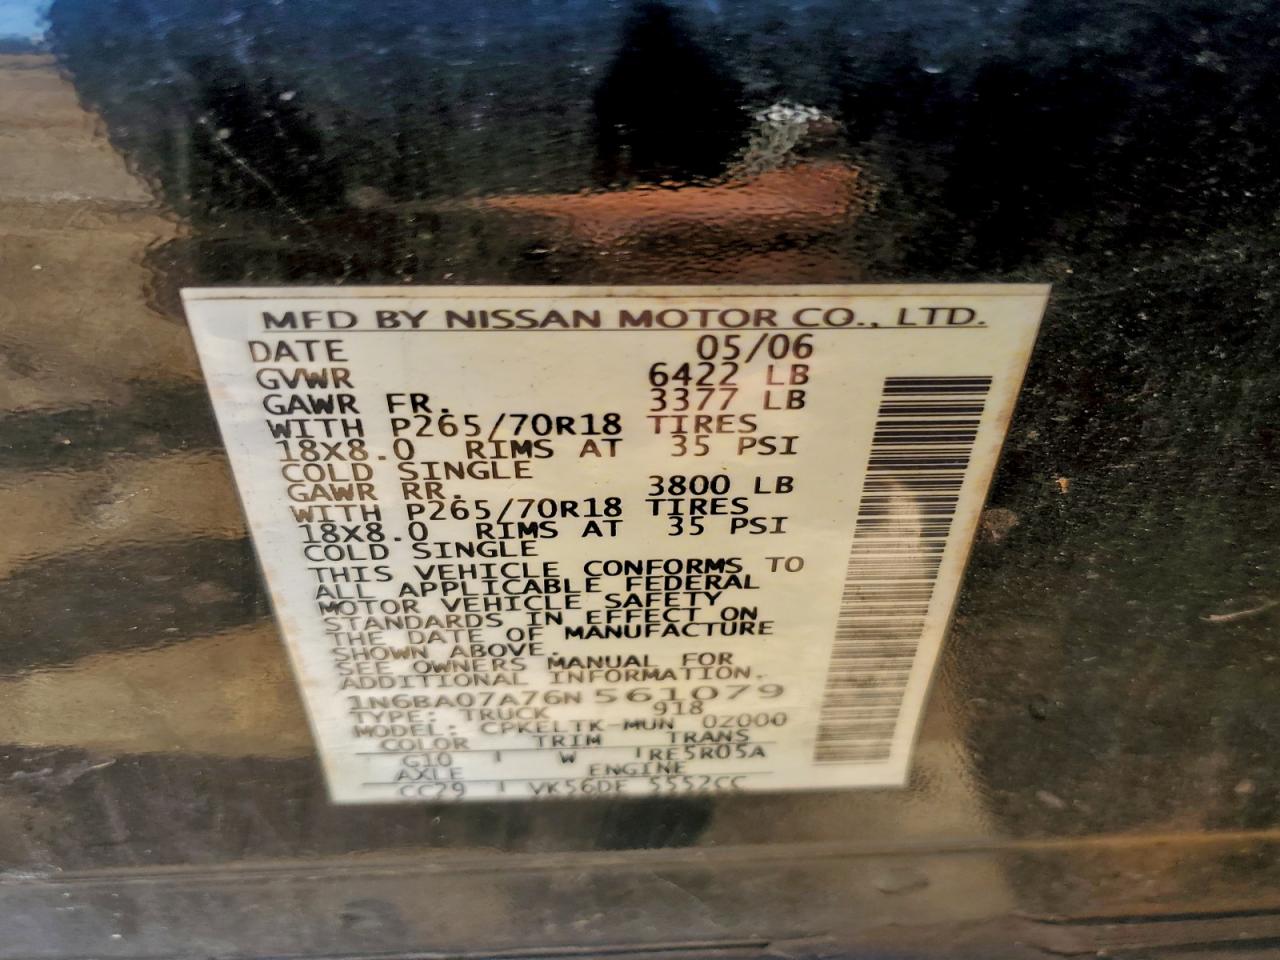 MFD BY NISSAN MOTOR CO., LTD.
DATE 05/06
GVWR 6422 LB
GAWR FR. 3377 LB
WITH P265/70R18 TIRES
18X8.0 RIMS AT 35 PSI
COLD SINGLE
GAWR RR. 3800 LB
WITH P265/70R18 TIRES
18X8.0 RIMS AT 35 PSI
COLD SINGLE
THIS VEHICLE CONFORMS TO
ALL APPLICABLE FEDERAL
MOTOR VEHICLE SAFETY
STANDARDS IN EFFECT ON
THE DATE OF MANUFACTURE
SHOWN ABOVE.
SEE OWNERS MANUAL FOR
ADDITIONAL INFORMATION.
1N6BA07A76N 561079
TYPE: TRUCK 918
MODEL: CPKELTK-MUN 0Z000
COLOR TRIM TRANS
G10 W RE5R05A
AXLE ENGINE
CC29 VK56DE 5552CC